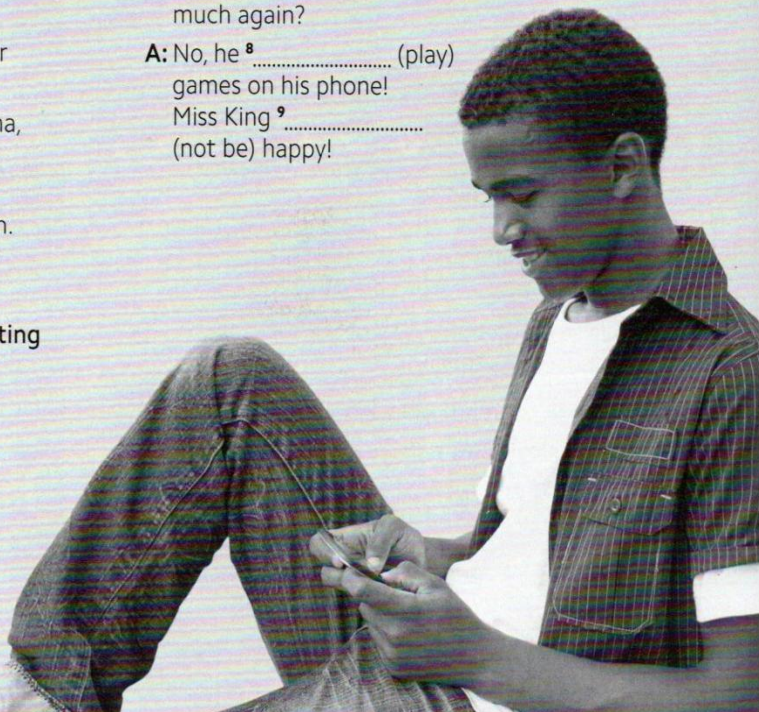 much again?
A: No, he 8 .............................. (play)
games on his phone!
Miss King 9 ..............................
(not be) happy!